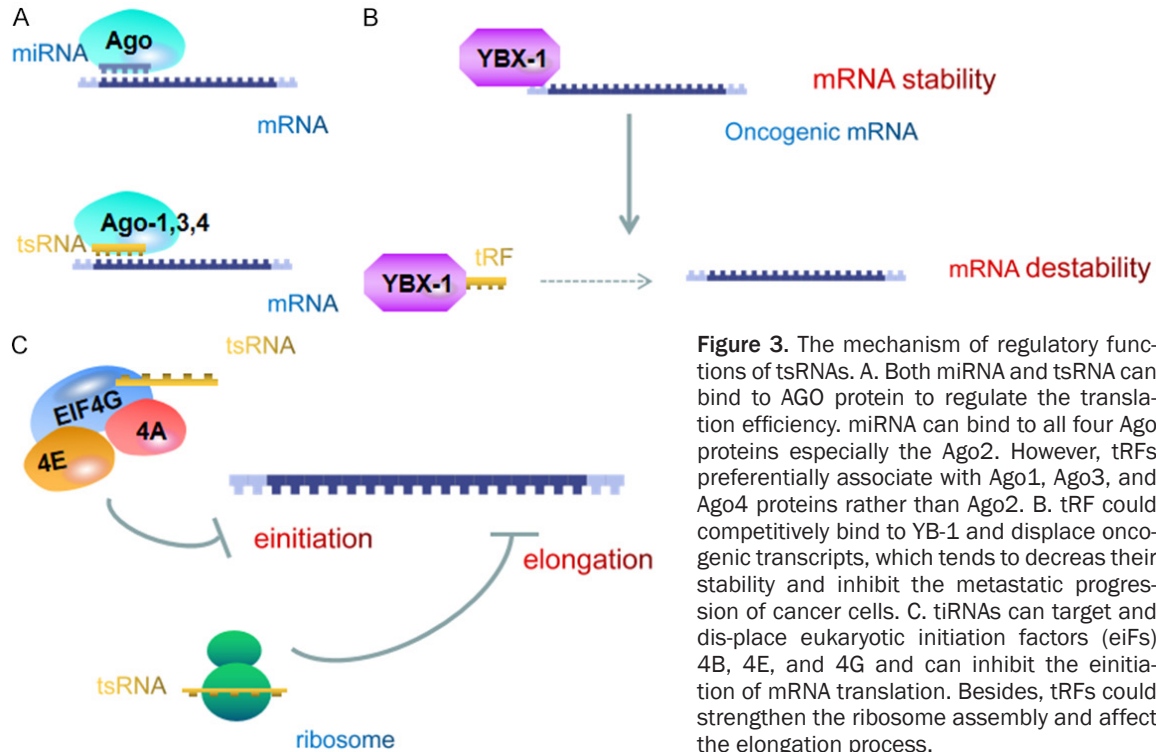 A
Ago
miRNA
mRNA
Ago-1,3,4
tsRNA
mRNA
B
YBX-1
mRNA stability
Oncogenic mRNA
tRF
YBX-1
mRNA destability
C
tsRNA
EIF4G
4A
4E
einitiation
elongation
tsRNA
ribosome
Figure 3. The mechanism of regulatory func-
tions of tsRNAs. A. Both miRNA and tsRNA can
bind to AGO protein to regulate the transla-
tion efficiency. miRNA can bind to all four Ago
proteins especially the Ago2. However, tRFs
preferentially associate with Ago1, Ago3, and
Ago4 proteins rather than Ago2. B. tRF could
competitively bind to YB-1 and displace onco-
genic transcripts, which tends to decreas their
stability and inhibit the metastatic progres-
sion of cancer cells. C. tiRNAs can target and
dis-place eukaryotic initiation factors (eiFs)
4B, 4E, and 4G and can inhibit the einitia-
tion of mRNA translation. Besides, tRFs could
strengthen the ribosome assembly and affect
the elongation process.